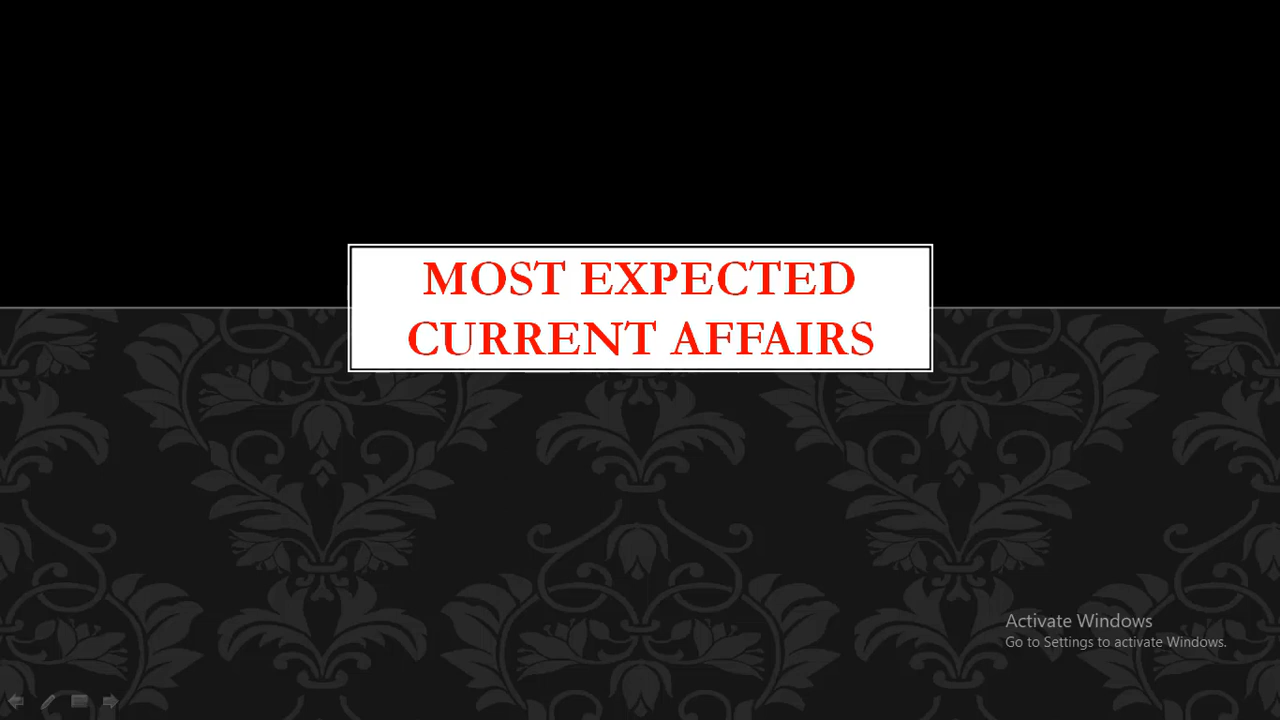 MOST EXPECTED
CURRENT AFFAIRS
Activate Windows
Go to Settings to activate Windows.